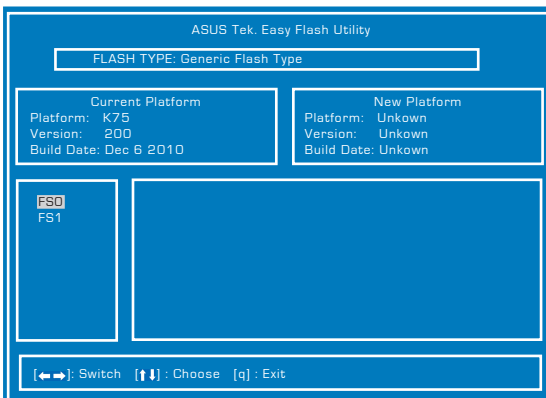 ASUS Tek. Easy Flash Utility
FLASH TYPE: Generic Flash Type
Current Platform
Platform: K75
Version: 200
Build Date: Dec 6 2010
New Platform
Platform: Unkown
Version: Unkown
Build Date: Unkown
FS0
FS1
[←→]: Switch [↑↓] : Choose [q] : Exit